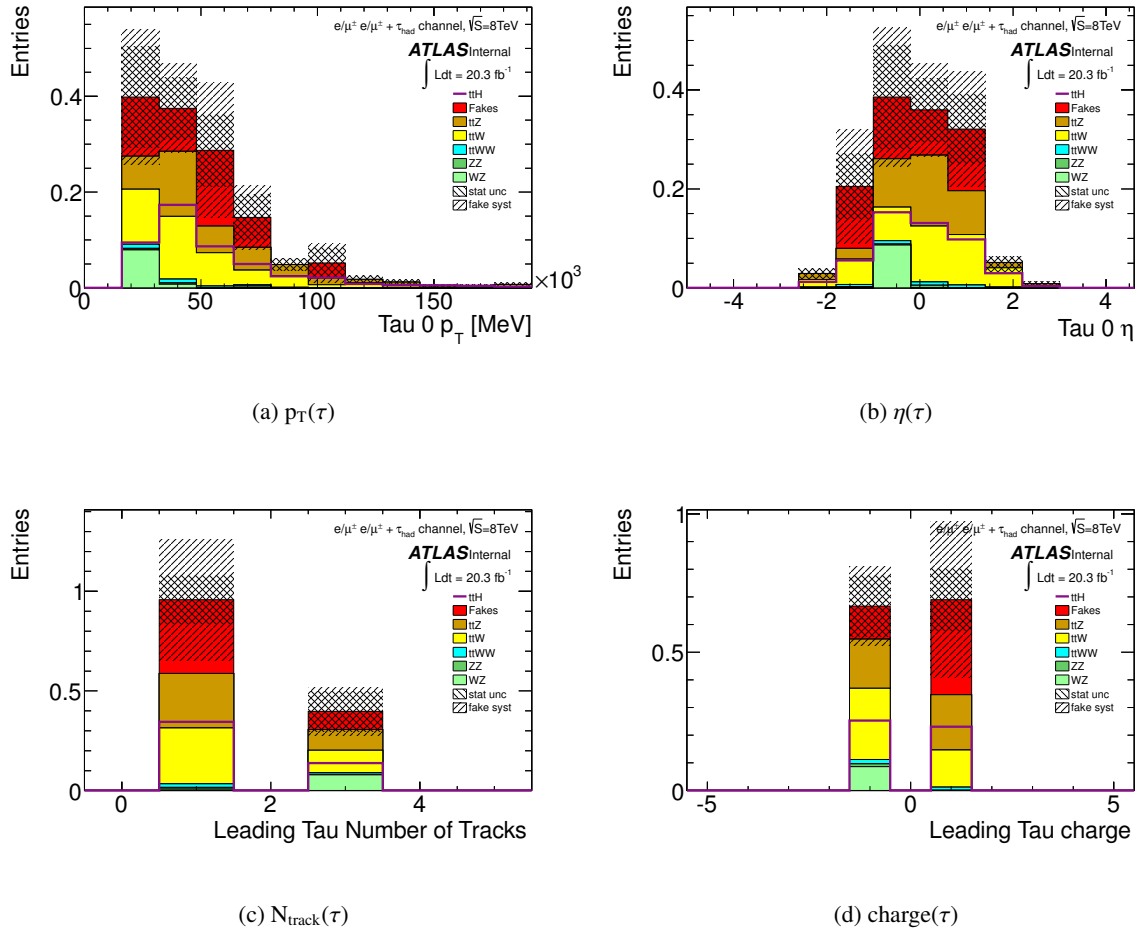 e/μ± e/μ± + τhad channel, √S=8TeV
ATLAS Internal
∫ Ldt = 20.3 fb-1
ttH
Fakes
ttZ
ttW
ttWW
ZZ
WZ
stat unc
fake syst
Entries
0.4
0.2
0
0
50
100
150
×10³
Tau 0 pT [MeV]
(a) pT(τ)
e/μ± e/μ± + τhad channel, √S=8TeV
ATLAS Internal
∫ Ldt = 20.3 fb-1
ttH
Fakes
ttZ
ttW
ttWW
ZZ
WZ
stat unc
fake syst
Entries
0.4
0.2
0
-4
-2
0
2
4
Tau 0 η
(b) η(τ)
e/μ± e/μ± + τhad channel, √S=8TeV
ATLAS Internal
∫ Ldt = 20.3 fb-1
ttH
Fakes
ttZ
ttW
ttWW
ZZ
WZ
stat unc
fake syst
Entries
1
0.5
0
0
2
4
Leading Tau Number of Tracks
(c) Ntrack(τ)
e/μ± e/μ± + τhad channel, √S=8TeV
ATLAS Internal
∫ Ldt = 20.3 fb-1
ttH
Fakes
ttZ
ttW
ttWW
ZZ
WZ
stat unc
fake syst
Entries
1
0.5
0
-5
0
5
Leading Tau charge
(d) charge(τ)